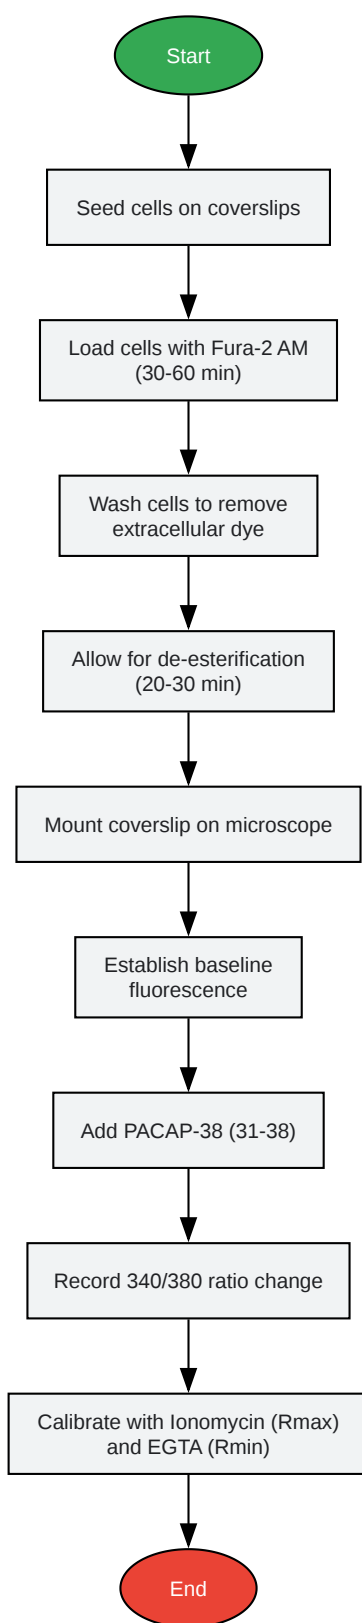 Start
Seed cells on coverslips
Load cells with Fura-2 AM
(30-60 min)
Wash cells to remove
extracellular dye
Allow for de-esterification
(20-30 min)
Mount coverslip on microscope
Establish baseline
fluorescence
Add PACAP-38 (31-38)
Record 340/380 ratio change
Calibrate with Ionomycin (Rmax)
and EGTA (Rmin)
End